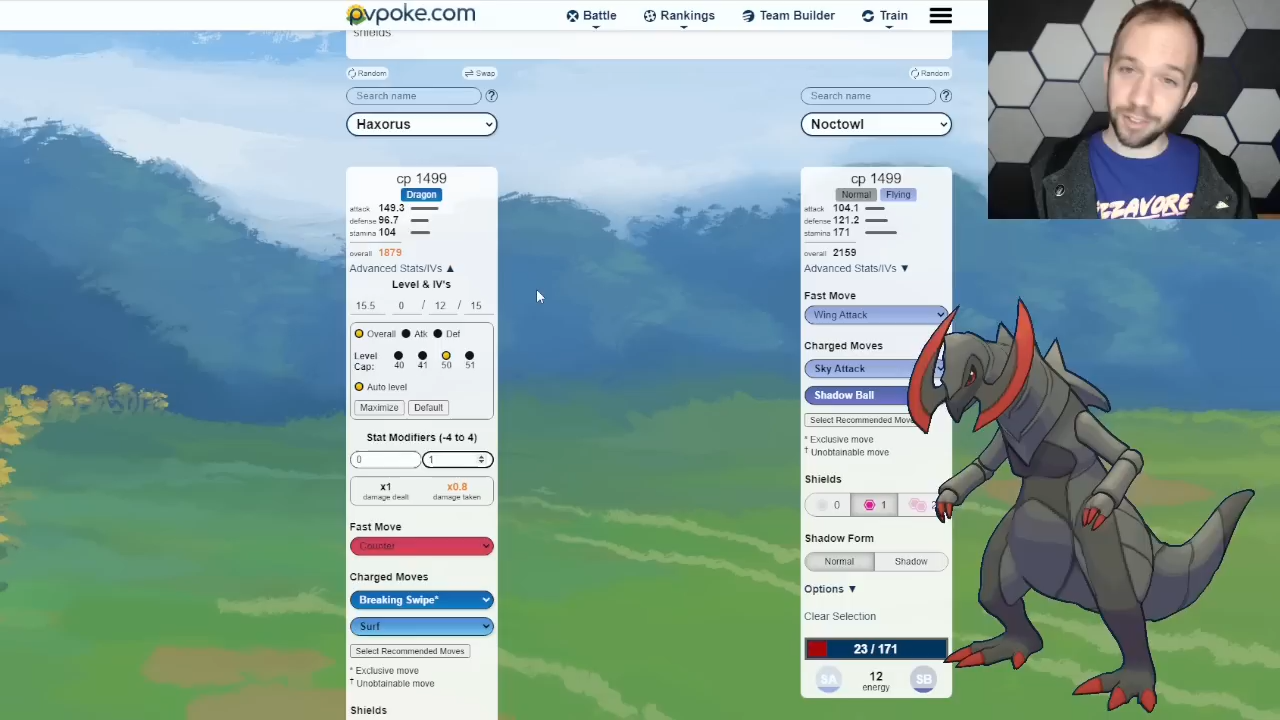 pvpoke.com
Battle
Rankings
Team Builder
Train
shields
Random
Swap
Random
Search name
?
Search name
?
Haxorus
Noctowl
cp 1499
Dragon
attack 149.3
defense 96.7
stamina 104
overall 1879
Advanced Stats/IVs ▲
Level & IV's
15.5 0 / 12 / 15
Overall Atk Def
Level Cap: 40 41 50 51
Auto level
Maximize Default
Stat Modifiers (-4 to 4)
0 1
x1 x0.8
damage dealt damage taken
Fast Move
Counter
Charged Moves
Breaking Swipe*
Surf
Select Recommended Moves
* Exclusive move
† Unobtainable move
Shields
cp 1499
Normal Flying
attack 104.1
defense 121.2
stamina 171
overall 2159
Advanced Stats/IVs ▼
Fast Move
Wing Attack
Charged Moves
Sky Attack
Shadow Ball
Select Recommended Move
* Exclusive move
† Unobtainable move
Shields
0 1 2
Shadow Form
Normal Shadow
Options ▼
Clear Selection
23 / 171
SA 12 SB
energy
ZZAVORE